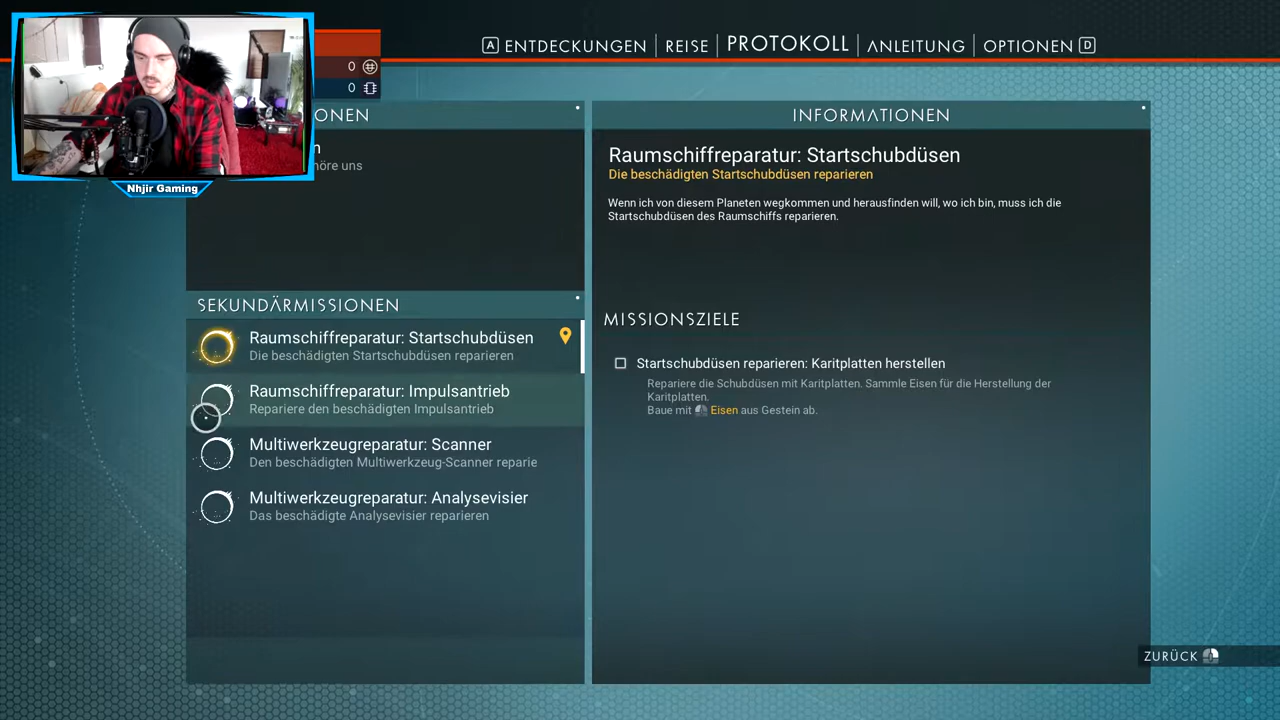 A ENTDECKUNGEN REISE PROTOKOLL ANLEITUNG OPTIONEN D
0
0
Nhjir Gaming
ONEN
n
höre uns
SEKUNDÄRMISSIONEN
Raumschiffreparatur: Startschubdüsen
Die beschädigten Startschubdüsen reparieren
Raumschiffreparatur: Impulsantrieb
Repariere den beschädigten Impulsantrieb
Multiwerkzeugreparatur: Scanner
Den beschädigten Multiwerkzeug-Scanner reparie
Multiwerkzeugreparatur: Analysevisier
Das beschädigte Analysevisier reparieren
INFORMATIONEN
Raumschiffreparatur: Startschubdüsen
Die beschädigten Startschubdüsen reparieren
Wenn ich von diesem Planeten wegkommen und herausfinden will, wo ich bin, muss ich die
Startschubdüsen des Raumschiffs reparieren.
MISSIONSZIELE
Startschubdüsen reparieren: Karitplatten herstellen
Repariere die Schubdüsen mit Karitplatten. Sammle Eisen für die Herstellung der
Karitplatten.
Baue mit Eisen aus Gestein ab.
ZURÜCK